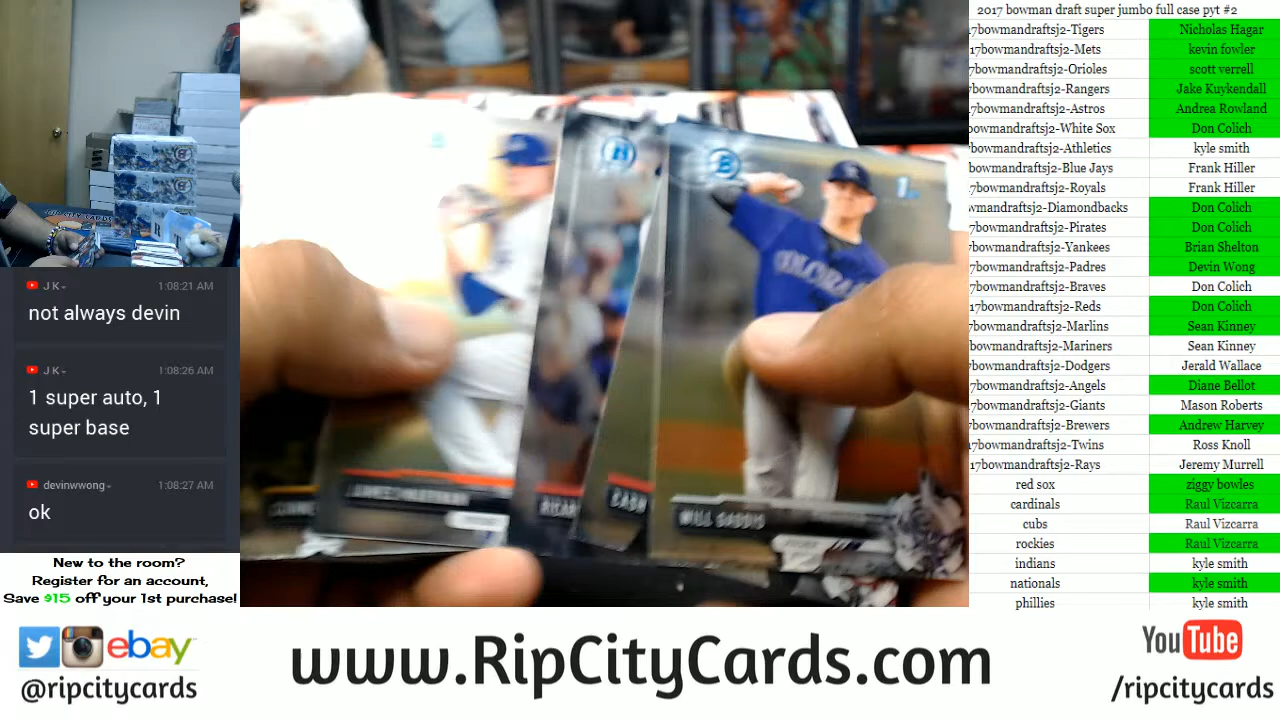 J K
1:08:21 AM
not always devin
J K
1:08:26 AM
1 super auto, 1
super base
devinwwong
1:08:27 AM
ok
New to the room?
Register for an account,
Save $15 off your 1st purchase!
B
COLORA
WILL GADDIS
2017 bowman draft super jumbo full case pyt #2
17bowmandraftsj2-Tigers Nicholas Hagar
17bowmandraftsj2-Mets kevin fowler
17bowmandraftsj2-Orioles scott verrell
17bowmandraftsj2-Rangers Jake Kuykendall
17bowmandraftsj2-Astros Andrea Rowland
bowmandraftsj2-White Sox Don Colich
bowmandraftsj2-Athletics kyle smith
bowmandraftsj2-Blue Jays Frank Hiller
7bowmandraftsj2-Royals Frank Hiller
wmandraftsj2-Diamondbacks Don Colich
7bowmandraftsj2-Pirates Don Colich
bowmandraftsj2-Yankees Brian Shelton
7bowmandraftsj2-Padres Devin Wong
7bowmandraftsj2-Braves Don Colich
17bowmandraftsj2-Reds Don Colich
7bowmandraftsj2-Marlins Sean Kinney
bowmandraftsj2-Mariners Sean Kinney
bowmandraftsj2-Dodgers Jerald Wallace
7bowmandraftsj2-Angels Diane Bellot
7bowmandraftsj2-Giants Mason Roberts
bowmandraftsj2-Brewers Andrew Harvey
7bowmandraftsj2-Twins Ross Knoll
17bowmandraftsj2-Rays Jeremy Murrell
red sox ziggy bowles
cardinals Raul Vizcarra
cubs Raul Vizcarra
rockies Raul Vizcarra
indians kyle smith
nationals kyle smith
phillies kyle smith
ebay
@ripcitycards
www.RipCityCards.com
YouTube
/ripcitycards